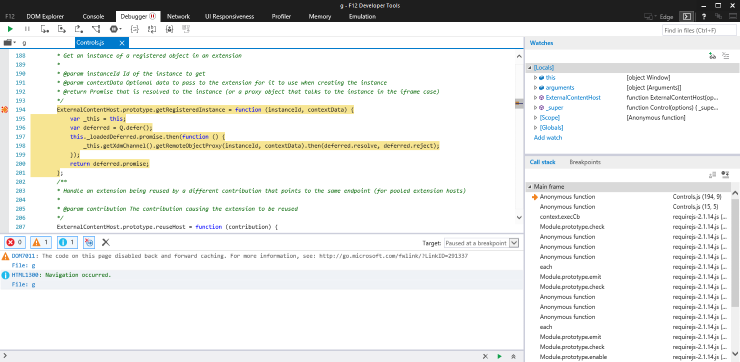 g - F12 Developer Tools
F12 DOM Explorer Console Debugger Network UI Responsiveness Profiler Memory Emulation Edge
Find in files (Ctrl+F)
g Controls.js
188 * Get an instance of a registered object in an extension
189 *
190 * @param instanceId Id of the instance to get
191 * @param contextData Optional data to pass to the extension for it to use when creating the instance
192 * @return Promise that is resolved to the instance (or a proxy object that talks to the instance in the iframe case)
193 */
194 ExternalContentHost.prototype.getRegisteredInstance = function (instanceId, contextData) {
195 var _this = this;
196 var deferred = Q.defer();
197 this._loadedDeferred.promise.then(function () {
198 _this.getXdmChannel().getRemoteObjectProxy(instanceId, contextData).then(deferred.resolve, deferred.reject);
199 });
200 return deferred.promise;
201 };
202 /**
203 * Handle an extension being reused by a different contribution that points to the same endpoint (for pooled extension hosts)
204 *
205 * @param contribution The contribution causing the extension to be reused
206 */
207 ExternalContentHost.prototype.reuseHost = function (contribution) {
0 1 1
Target: Paused at a breakpoint
DOM7011: The code on this page disabled back and forward caching. For more information, see: http://go.microsoft.com/fwlink/?LinkID=291337
File: g
HTML1300: Navigation occurred.
File: g
Watches
[Locals]
this [object Window]
arguments [object (Arguments)]
ExternalContentHost function ExternalContentHost(op...
_super function Control(options) { _supe...
[Scope] [Anonymous function]
[Globals]
Add watch
Call stack Breakpoints
Main frame
Anonymous function Controls.js (194, 9)
Anonymous function Controls.js (15, 5)
context.execCb requirejs-2.1.14.js (...
Module.prototype.check requirejs-2.1.14.js (...
Anonymous function requirejs-2.1.14.js (...
Anonymous function requirejs-2.1.14.js (...
Anonymous function requirejs-2.1.14.js (...
each requirejs-2.1.14.js (...
Module.prototype.emit requirejs-2.1.14.js (...
Module.prototype.check requirejs-2.1.14.js (...
Anonymous function requirejs-2.1.14.js (...
Anonymous function requirejs-2.1.14.js (...
Anonymous function requirejs-2.1.14.js (...
each requirejs-2.1.14.js (...
Module.prototype.emit requirejs-2.1.14.js (...
Module.prototype.check requirejs-2.1.14.js (...
Module.prototype.enable requirejs-2.1.14.js (...